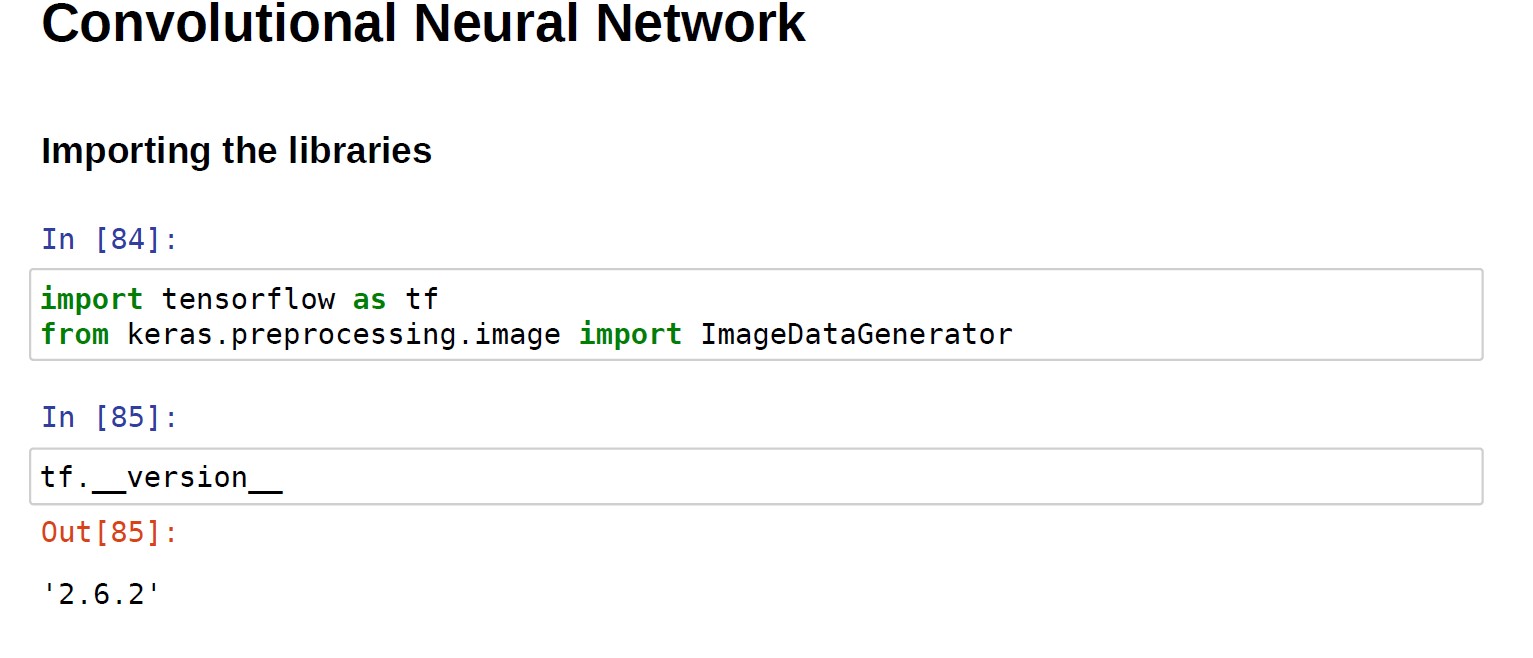 Convolutional Neural Network
Importing the libraries
In [84]:
import tensorflow as tf
from keras.preprocessing.image import ImageDataGenerator
In [85]:
tf.__version__
Out[85]:
'2.6.2'